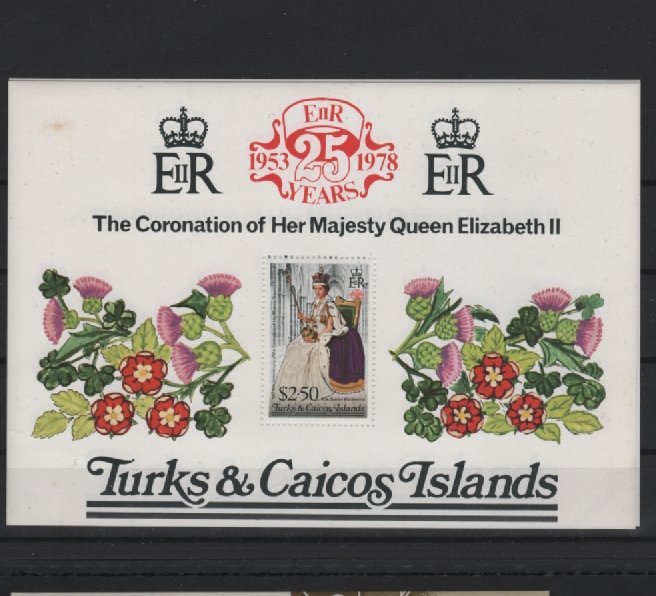 EIIR
EIIR
25
1953 1978
YEARS
EIIR
The Coronation of Her Majesty Queen Elizabeth II
EIIR
$2·50
Turks & Caicos Islands
Turks & Caicos Islands